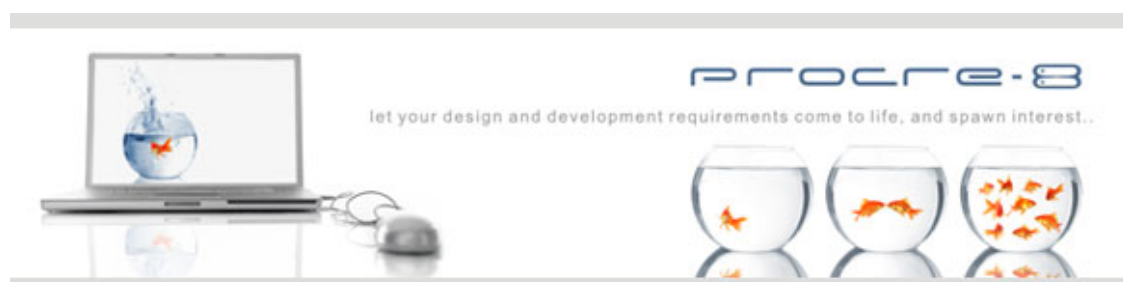 procre-8
let your design and development requirements come to life, and spawn interest..